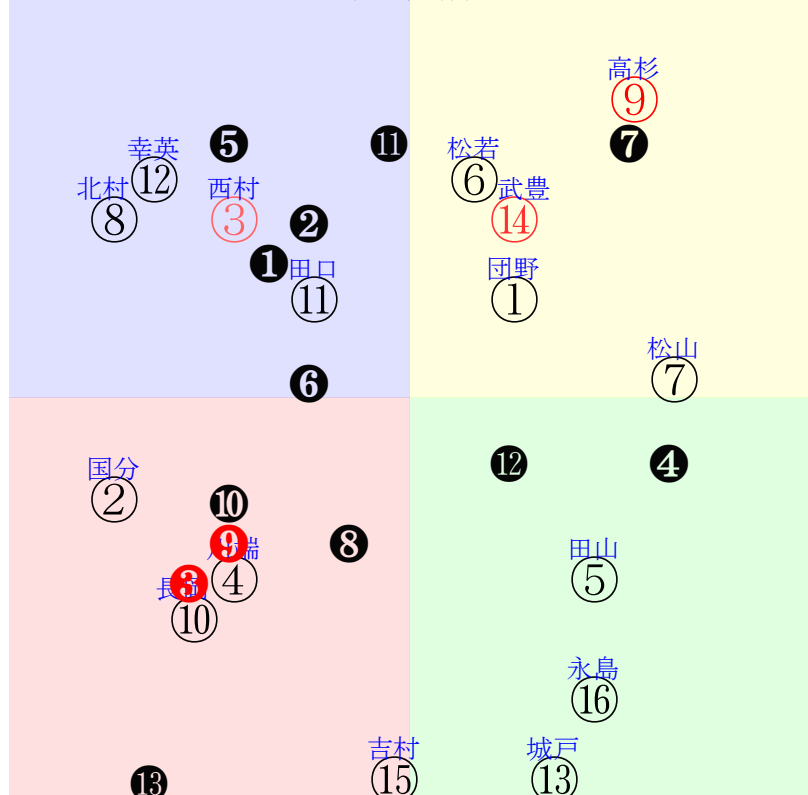 高杉
⑨
幸英
❺
⓫
松若
❼
北村
⑫
西村
⑥
武豊
⑧
③
❷
⑭
❶
田口
団野
⑪
①
松山
❻
⑦
国分
⓬
❹
②
❿
❾
端
❽
田山
長
❸
④
⑤
⑩
永島
⑯
吉村
城戸
⓭
⑮
⑬